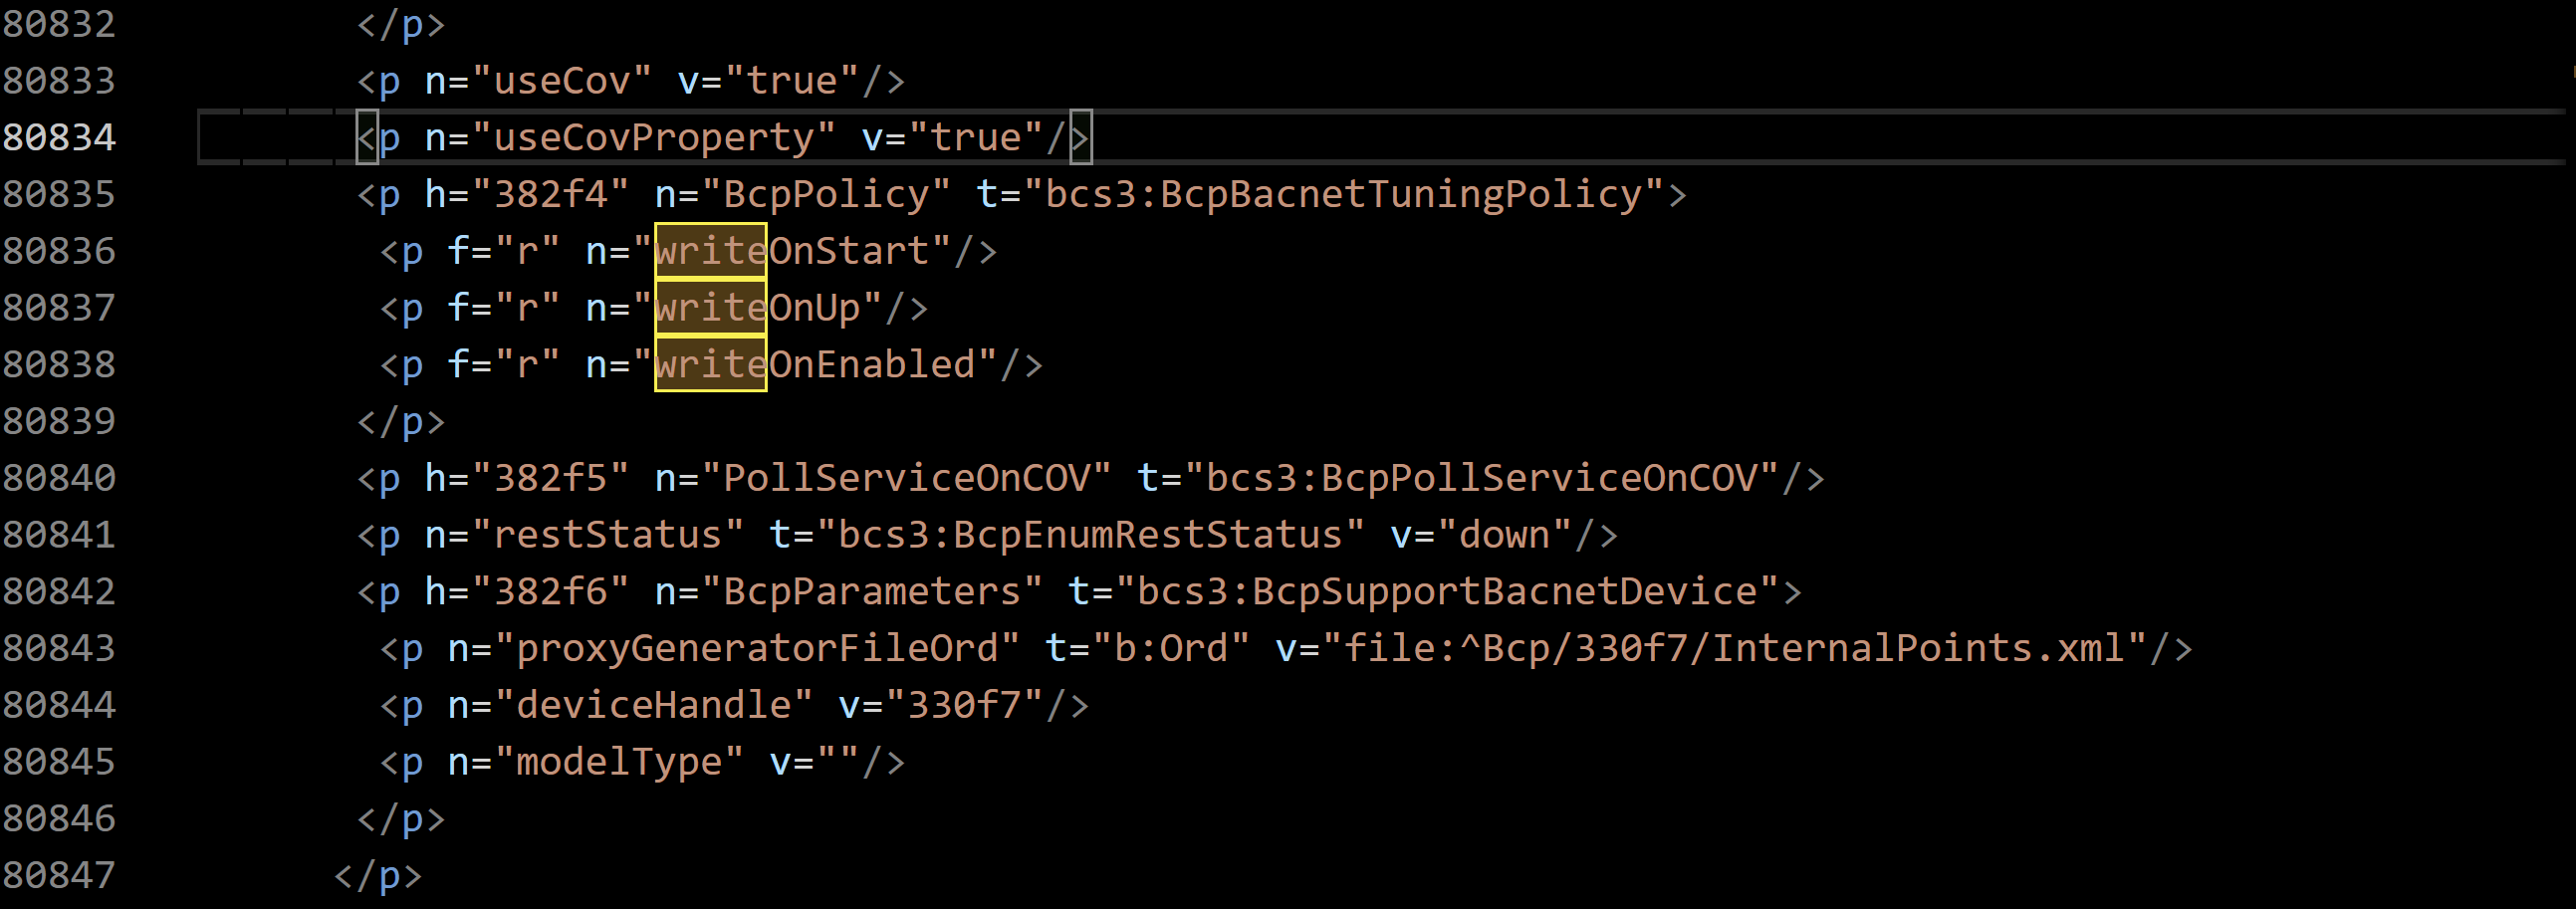 80832 </p>
80833 <p n="useCov" v="true"/>
80834 <p n="useCovProperty" v="true"/>
80835 <p h="382f4" n="BcpPolicy" t="bcs3:BcpBacnetTuningPolicy">
80836 <p f="r" n="writeOnStart"/>
80837 <p f="r" n="writeOnUp"/>
80838 <p f="r" n="writeOnEnabled"/>
80839 </p>
80840 <p h="382f5" n="PollServiceOnCOV" t="bcs3:BcpPollServiceOnCOV"/>
80841 <p n="restStatus" t="bcs3:BcpEnumRestStatus" v="down"/>
80842 <p h="382f6" n="BcpParameters" t="bcs3:BcpSupportBacnetDevice">
80843 <p n="proxyGeneratorFileOrd" t="b:Ord" v="file:^Bcp/330f7/InternalPoints.xml"/>
80844 <p n="deviceHandle" v="330f7"/>
80845 <p n="modelType" v=""/>
80846 </p>
80847 </p>